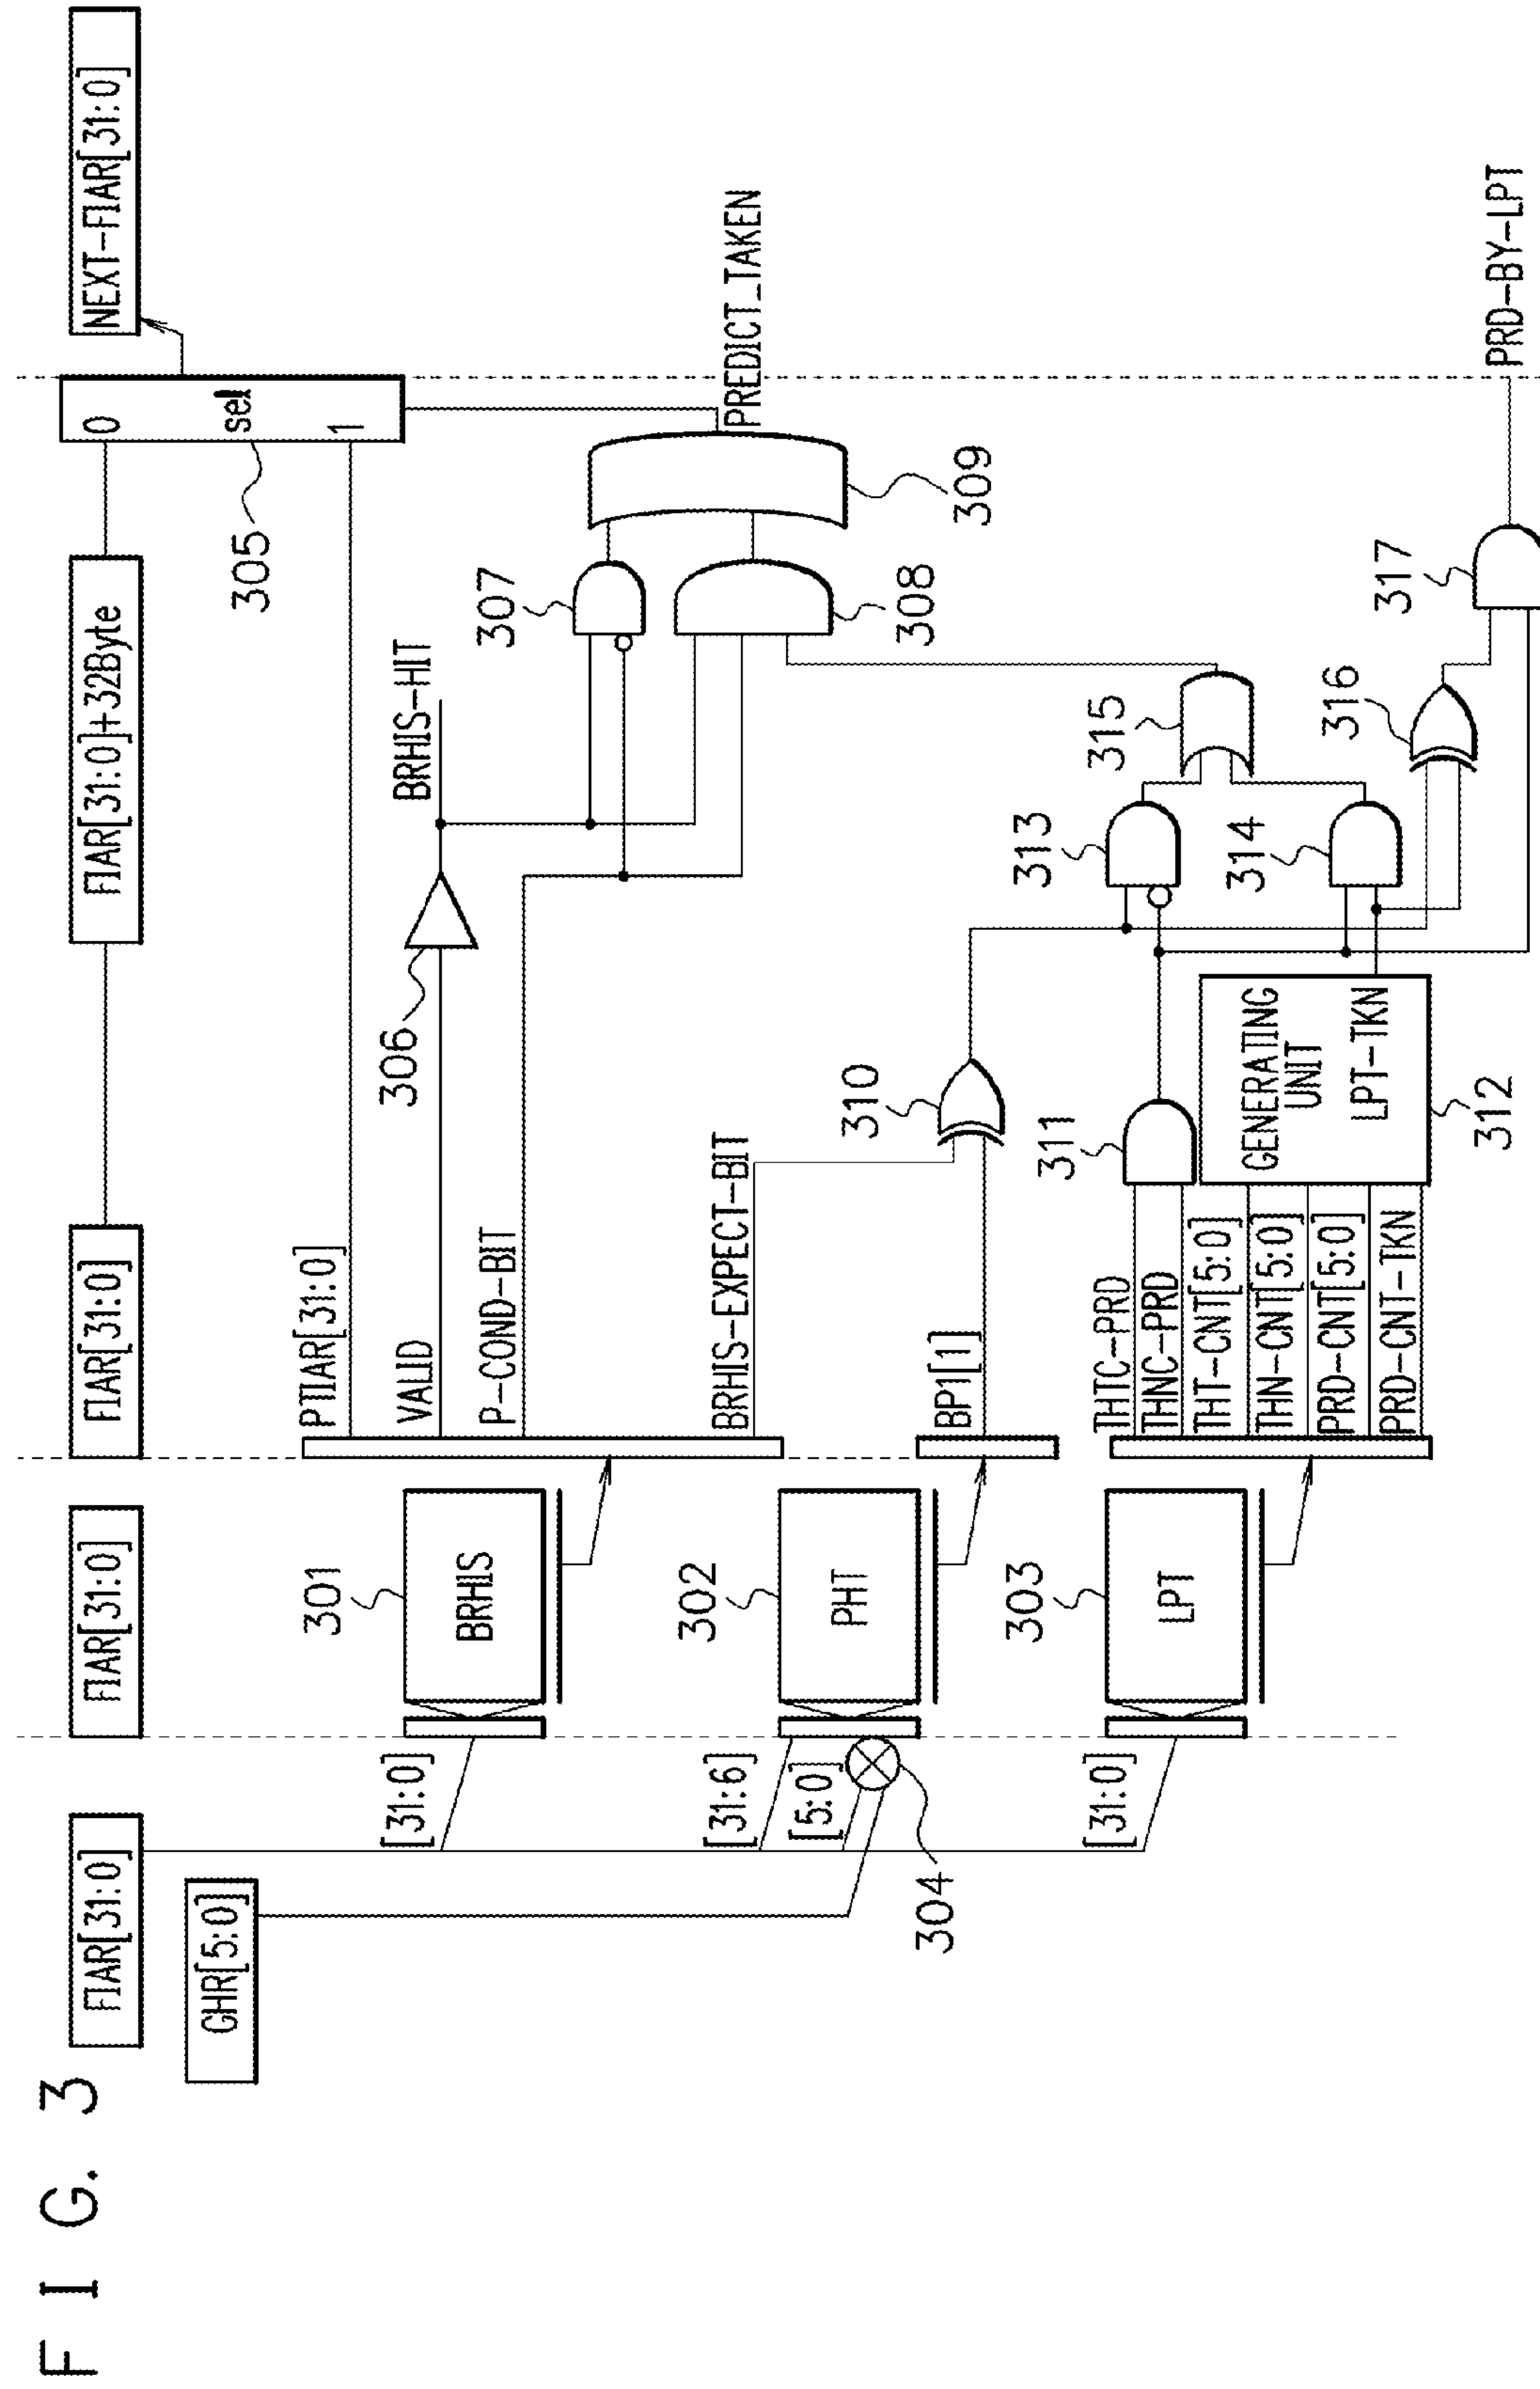 FIG. 3
FIAR[31:0]
FIAR[31:0]
FIAR[31:0]
FIAR[31:0]+32Byte
NEXT-FIAR[31:0]
GHR[5:0]
0
sel
1
305
PTIAR[31:0]
[31:0]
301
BRHIS
VALID
306
BRHIS-HIT
P-COND-BIT
307
308
309
PREDICT_TAKEN
BRHIS-EXPECT-BIT
[31:6]
[5:0]
304
302
PHT
BP1[1]
310
[31:0]
303
LPT
THTC-PRD
THNC-PRD
THT-CNT[5:0]
THN-CNT[5:0]
PRD-CNT[5:0]
PRD-CNT-TKN
311
GENERATING
UNIT
LPT-TKN
312
313
314
315
316
317
PRD-BY-LPT